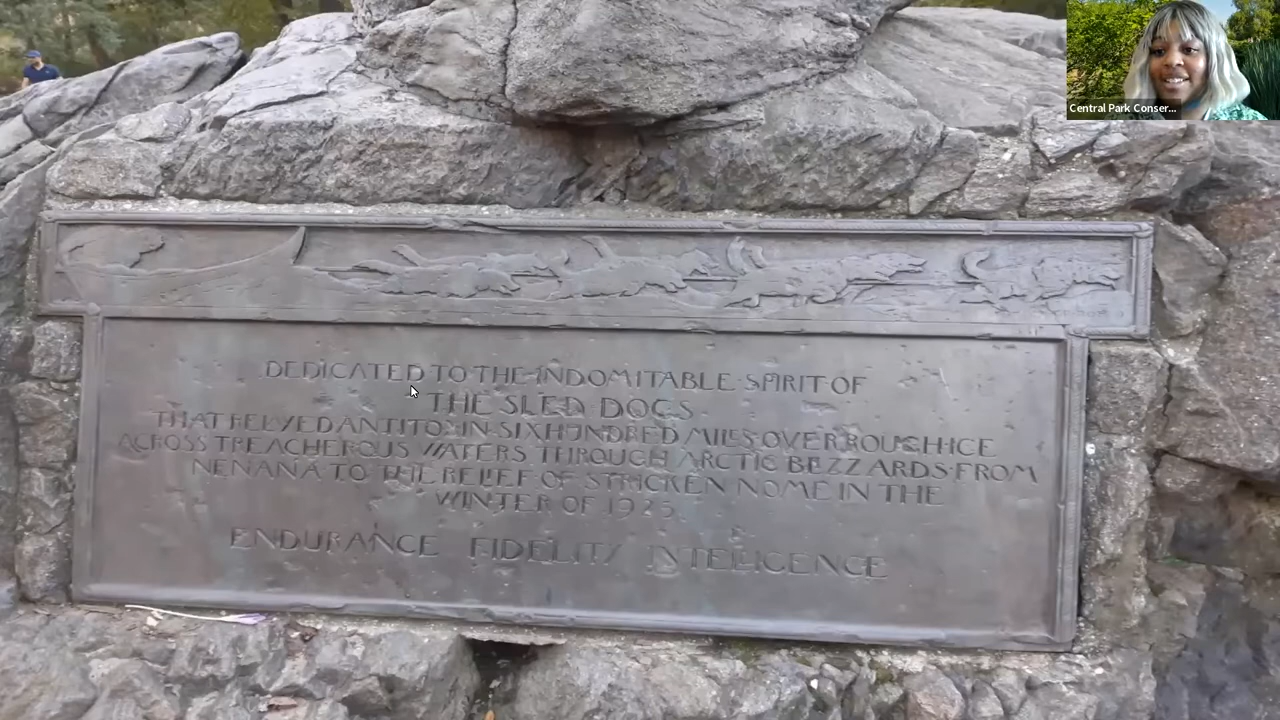 Central Park Conser...
DEDICATED TO THE INDOMITABLE SPIRIT OF
THE SLED DOGS
THAT RELAYED ANTITOXIN SIX HUNDRED MILES OVER ROUGH ICE
ACROSS TREACHEROUS WATERS THROUGH ARCTIC BLIZZARDS FROM
NENANA TO THE RELIEF OF STRICKEN NOME IN THE
WINTER OF 1925
ENDURANCE FIDELITY INTELLIGENCE